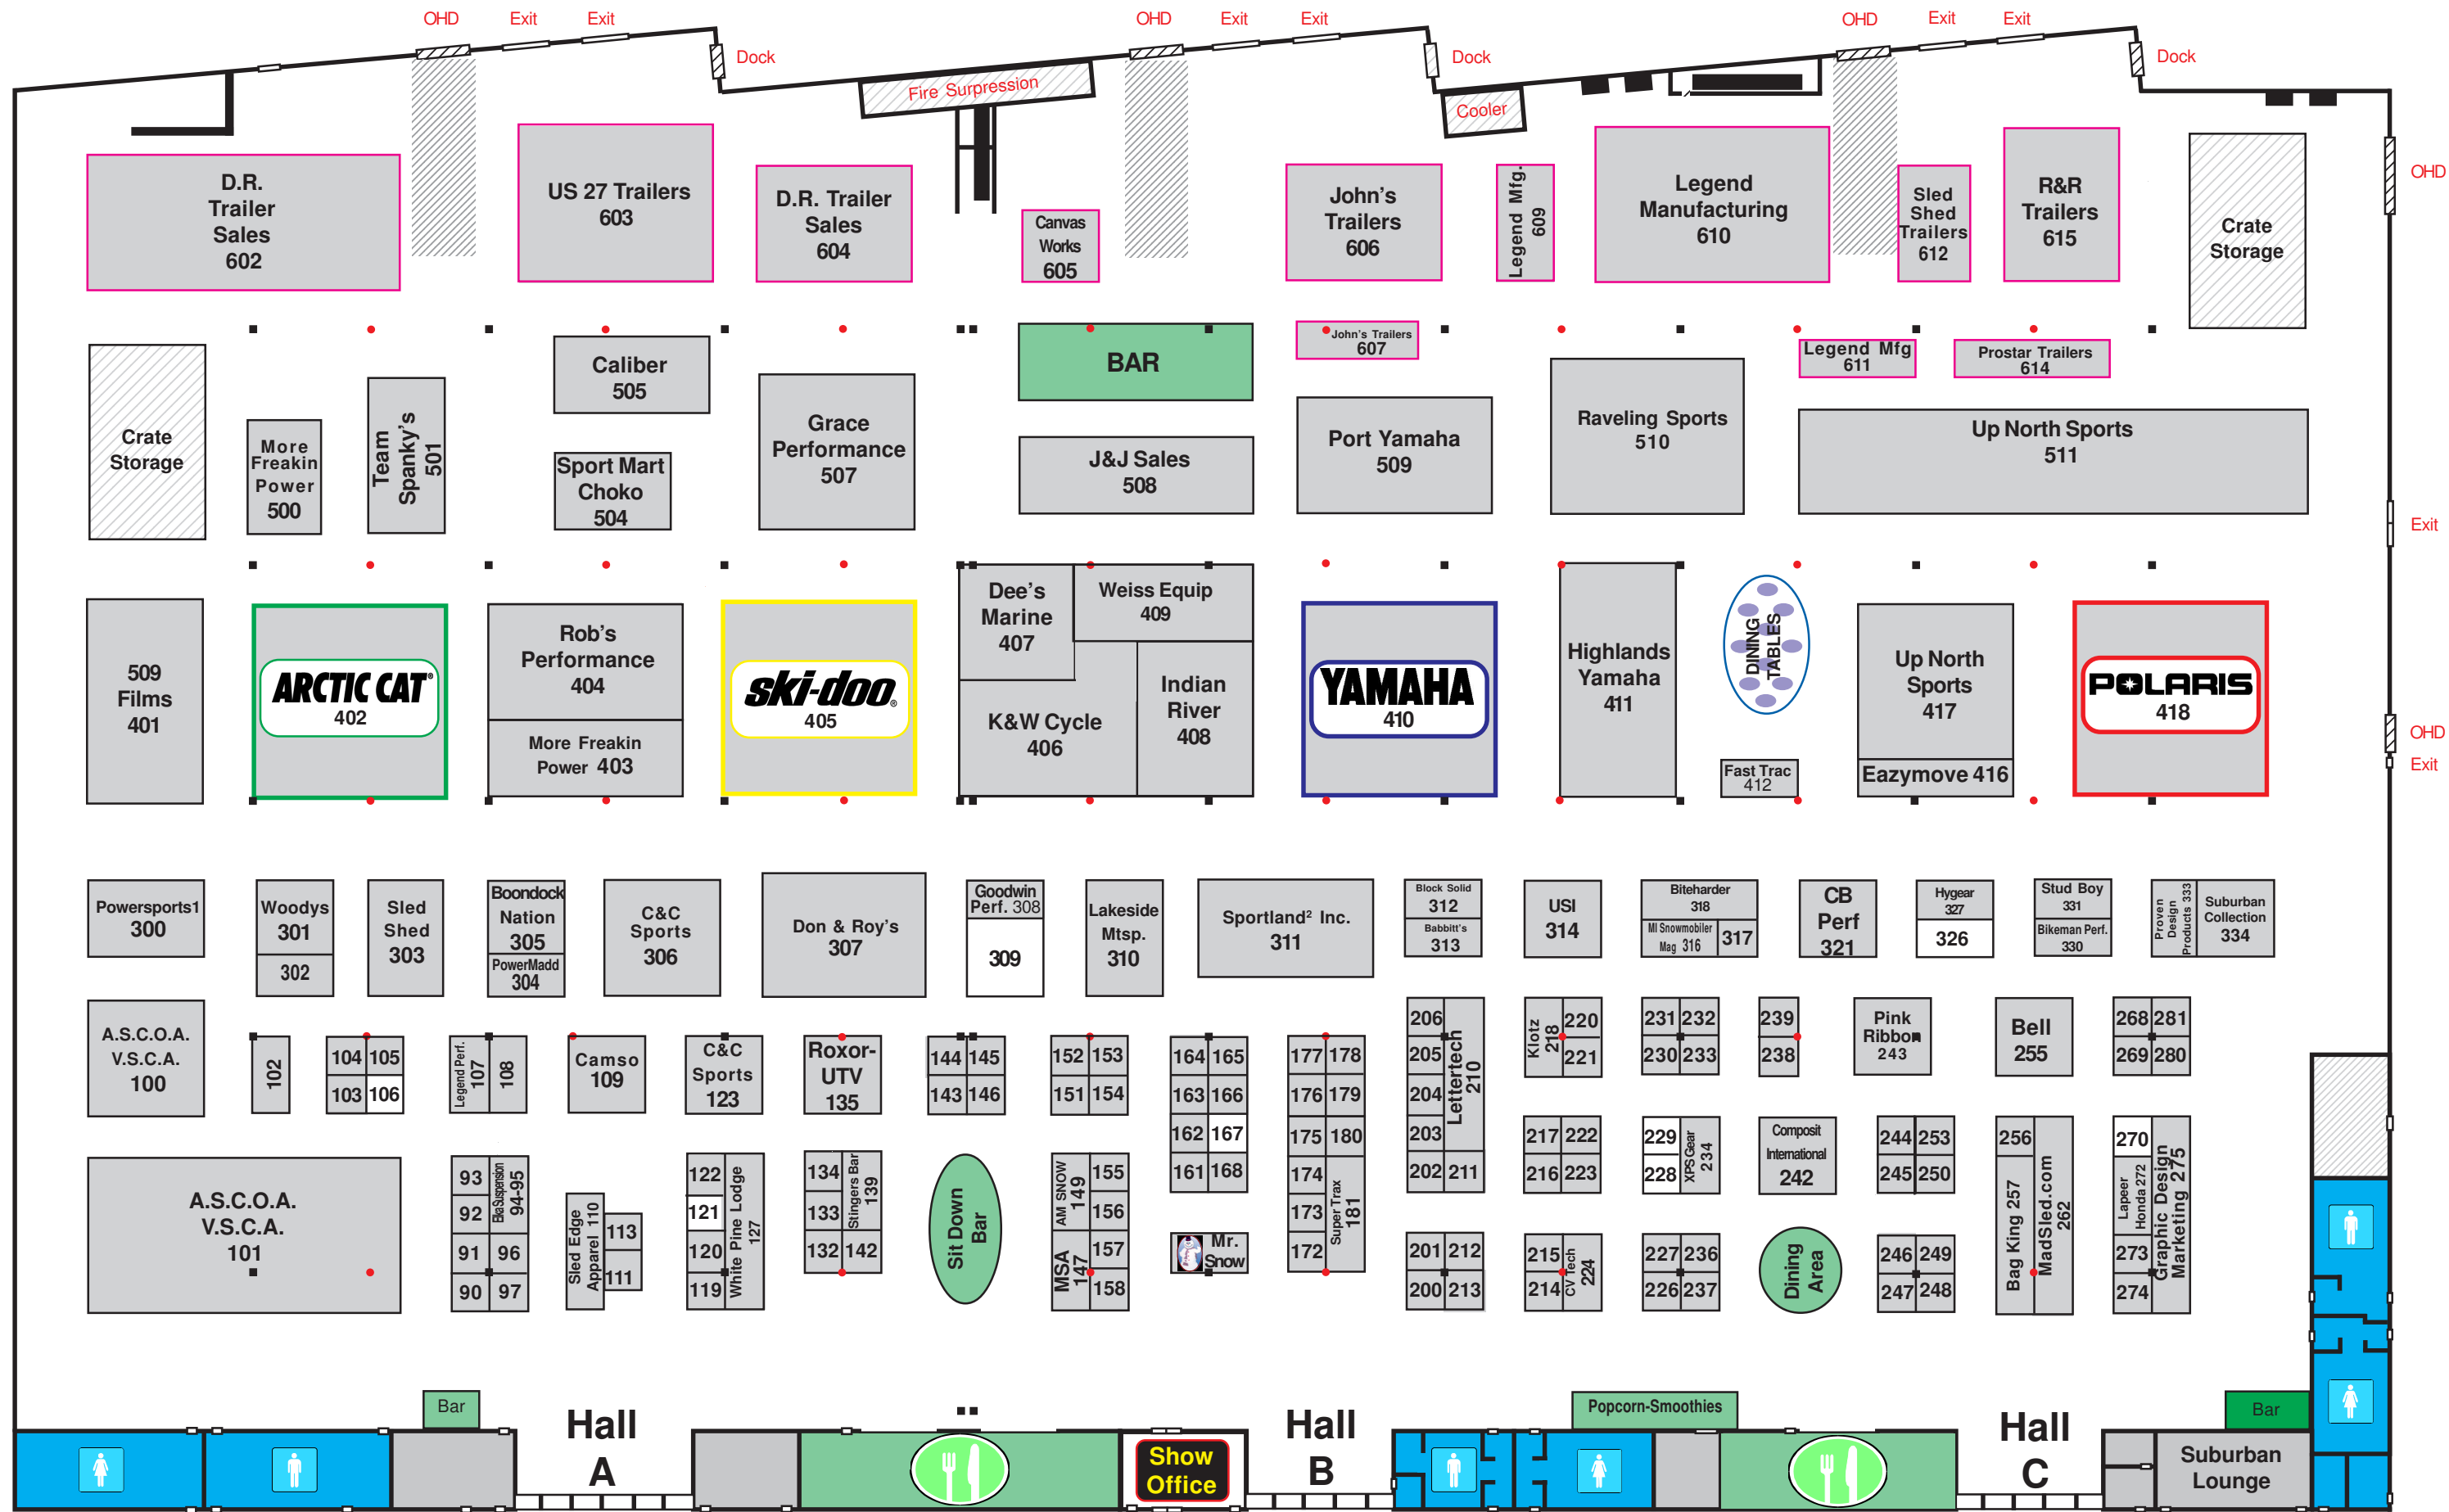 OHD
Exit
Exit
Dock
OHD
Exit
Exit
Dock
OHD
Exit
Exit
Dock
Fire Surpression
Cooler
OHD
D.R.
Trailer
Sales
602
US 27 Trailers
603
D.R. Trailer
Sales
604
Canvas
Works
605
John's
Trailers
606
Legend Mfg.
609
Legend
Manufacturing
610
Sled
Shed
Trailers
612
R&R
Trailers
615
Crate
Storage
Crate
Storage
More
Freakin
Power
500
Team
Spanky's
501
Caliber
505
Sport Mart
Choko
504
Grace
Performance
507
BAR
J&J Sales
508
John's Trailers
607
Port Yamaha
509
Raveling Sports
510
Legend Mfg
611
Prostar Trailers
614
Up North Sports
511
Exit
509
Films
401
ARCTIC CAT
402
Rob's
Performance
404
More Freakin
Power 403
ski-doo®
405
Dee's
Marine
407
Weiss Equip
409
K&W Cycle
406
Indian
River
408
YAMAHA
410
Highlands
Yamaha
411
DINING
TABLES
Fast Trac
412
Up North
Sports
417
Eazymove 416
POLARIS
418
OHD
Exit
Powersports1
300
Woodys
301
302
Sled
Shed
303
Boondock
Nation
305
PowerMadd
304
C&C
Sports
306
Don & Roy's
307
Goodwin
Perf. 308
309
Lakeside
Mtsp.
310
Sportland² Inc.
311
Block Solid
312
Babbitt's
313
USI
314
Biteharder
318
MI Snowmobiler
Mag 316
317
CB
Perf
321
Hygear
327
326
Stud Boy
331
Bikeman Perf.
330
Proven
Design
Products 333
Suburban
Collection
334
A.S.C.O.A.
V.S.C.A.
100
102
104 105
103 106
Legend Perf.
107
108
Camso
109
C&C
Sports
123
Roxor-
UTV
135
144 145
143 146
152 153
151 154
164 165
163 166
162 167
161 168
177 178
176 179
175 180
174
173
172
Super Trax
181
206
205
204
203
202 211
Lettertech
210
Klotz
218
220
221
231 232
230 233
239
238
Pink
Ribbon
243
Bell
255
268 281
269 280
A.S.C.O.A.
V.S.C.A.
101
93
92
91 96
90 97
Elka Suspension
94-95
Sled Edge
Apparel 110
113
111
122
121
120
119
White Pine Lodge
127
134
133
132 142
Stingers Bar
139
Sit Down
Bar
AM SNOW
149
MSA
147
155
156
157
158
Mr.
Snow
201 212
200 213
217 222
216 223
215
214
CV Tech
224
229
228
XPS Gear
234
227 236
226 237
Composit
International
242
Dining
Area
244 253
245 250
246 249
247 248
256
Bag King 257
MadSled.com
262
270
Lapeer
Honda 272
273
274
Graphic Design
Marketing 275
Bar
Hall
A
Show
Office
Hall
B
Popcorn-Smoothies
Hall
C
Bar
Suburban
Lounge